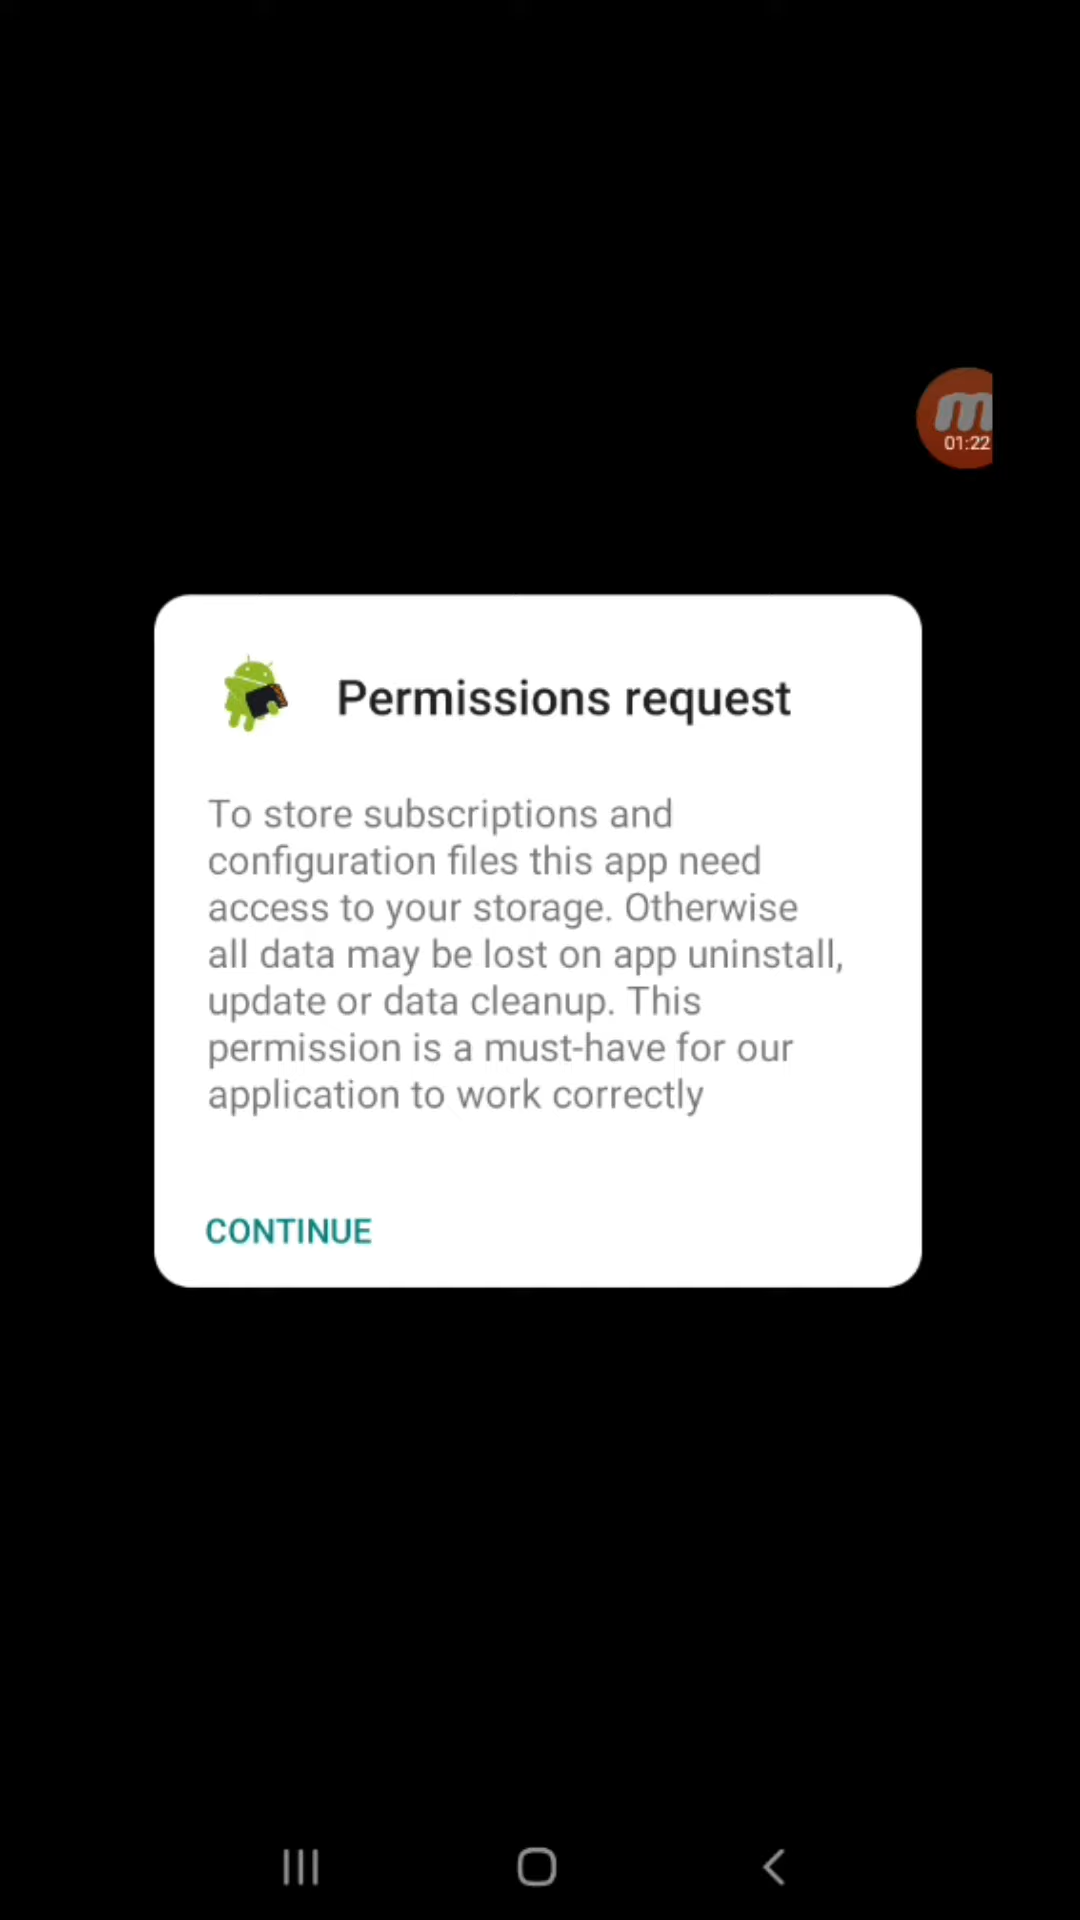 m
01:22
Permissions request
To store subscriptions and
configuration files this app need
access to your storage. Otherwise
all data may be lost on app uninstall,
update or data cleanup. This
permission is a must-have for our
application to work correctly
CONTINUE